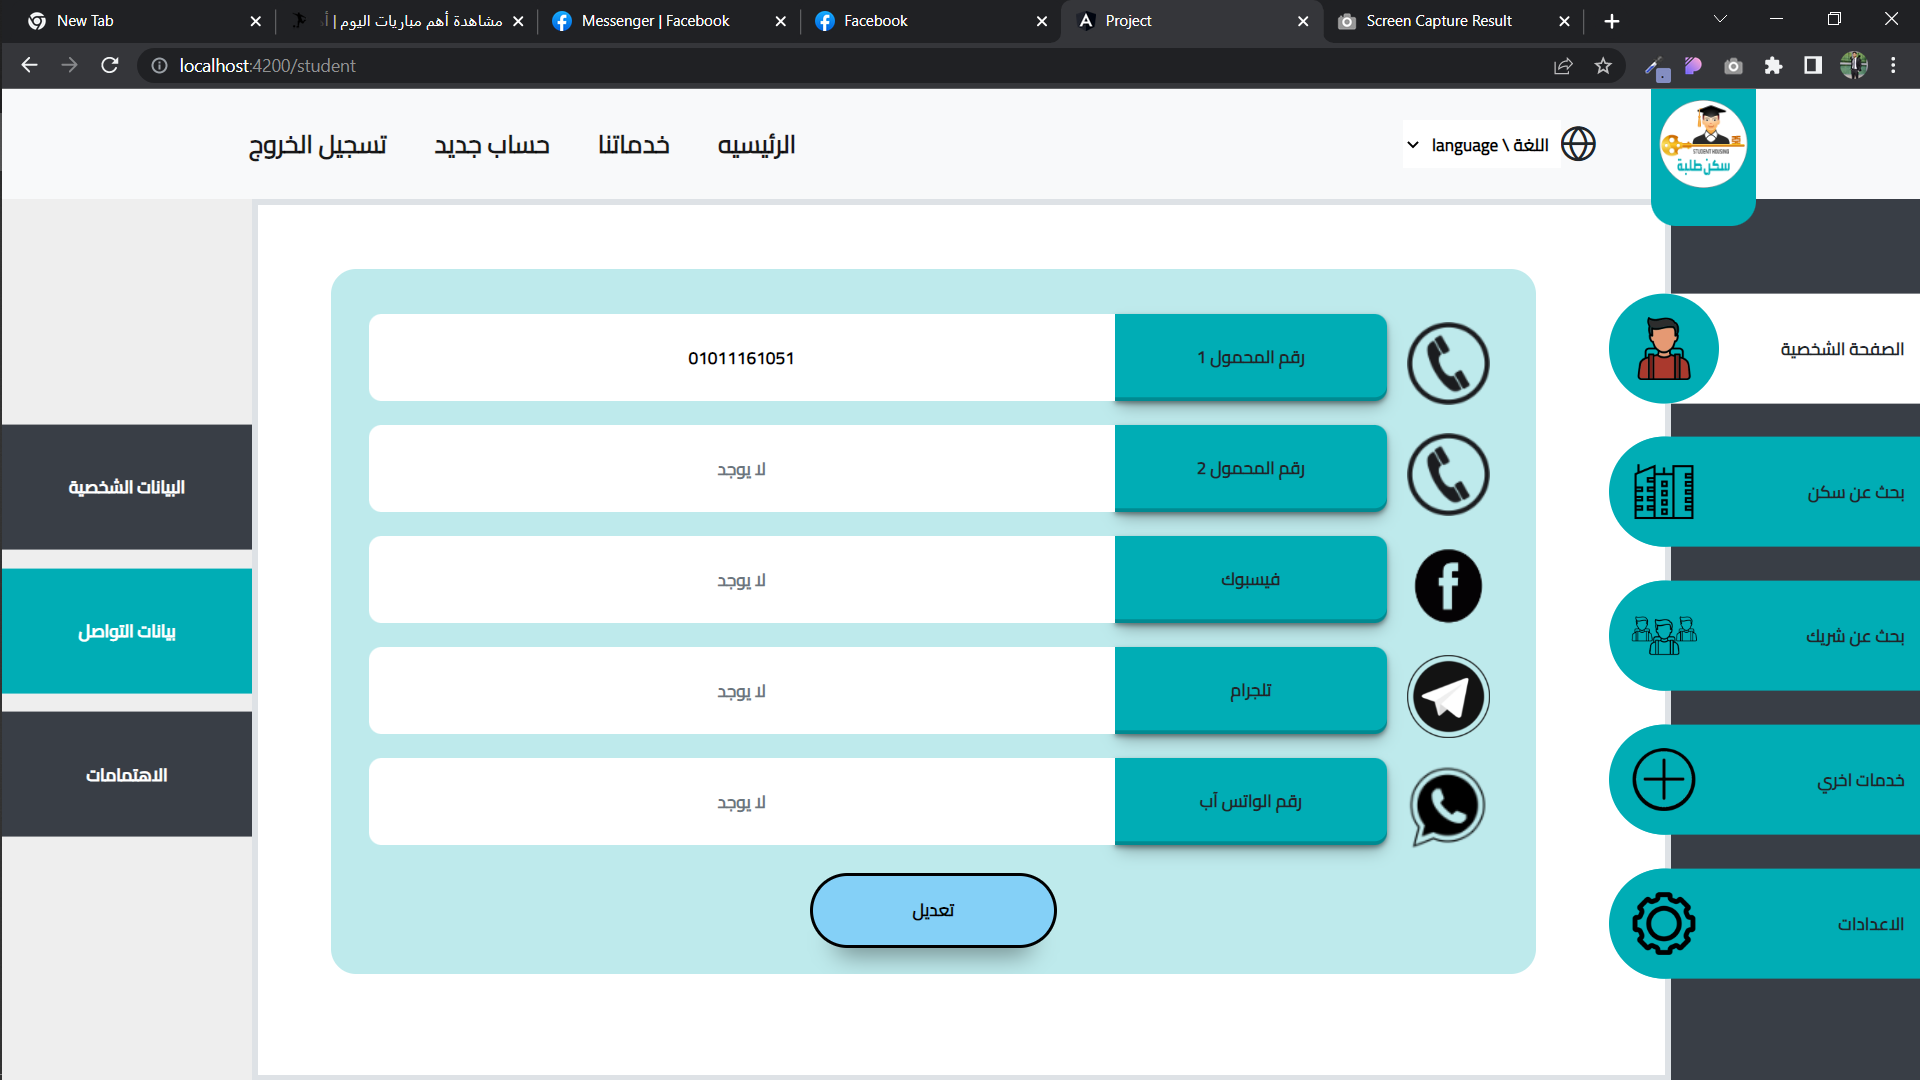 New Tab
مشاهدة أهم مباريات اليوم | أ
Messenger | Facebook
Facebook
Project
Screen Capture Result
localhost:4200/student
اللغة \ language
الرئيسيه
خدماتنا
حساب جديد
تسجيل الخروج
STUDENT HOUSING
سكن طلبة
الصفحة الشخصية
بحث عن سكن
بحث عن شريك
خدمات اخري
الاعدادات
رقم المحمول 1
01011161051
رقم المحمول 2
لا يوجد
فيسبوك
لا يوجد
تلجرام
لا يوجد
رقم الواتس آب
لا يوجد
تعديل
البيانات الشخصية
بيانات التواصل
الاهتمامات